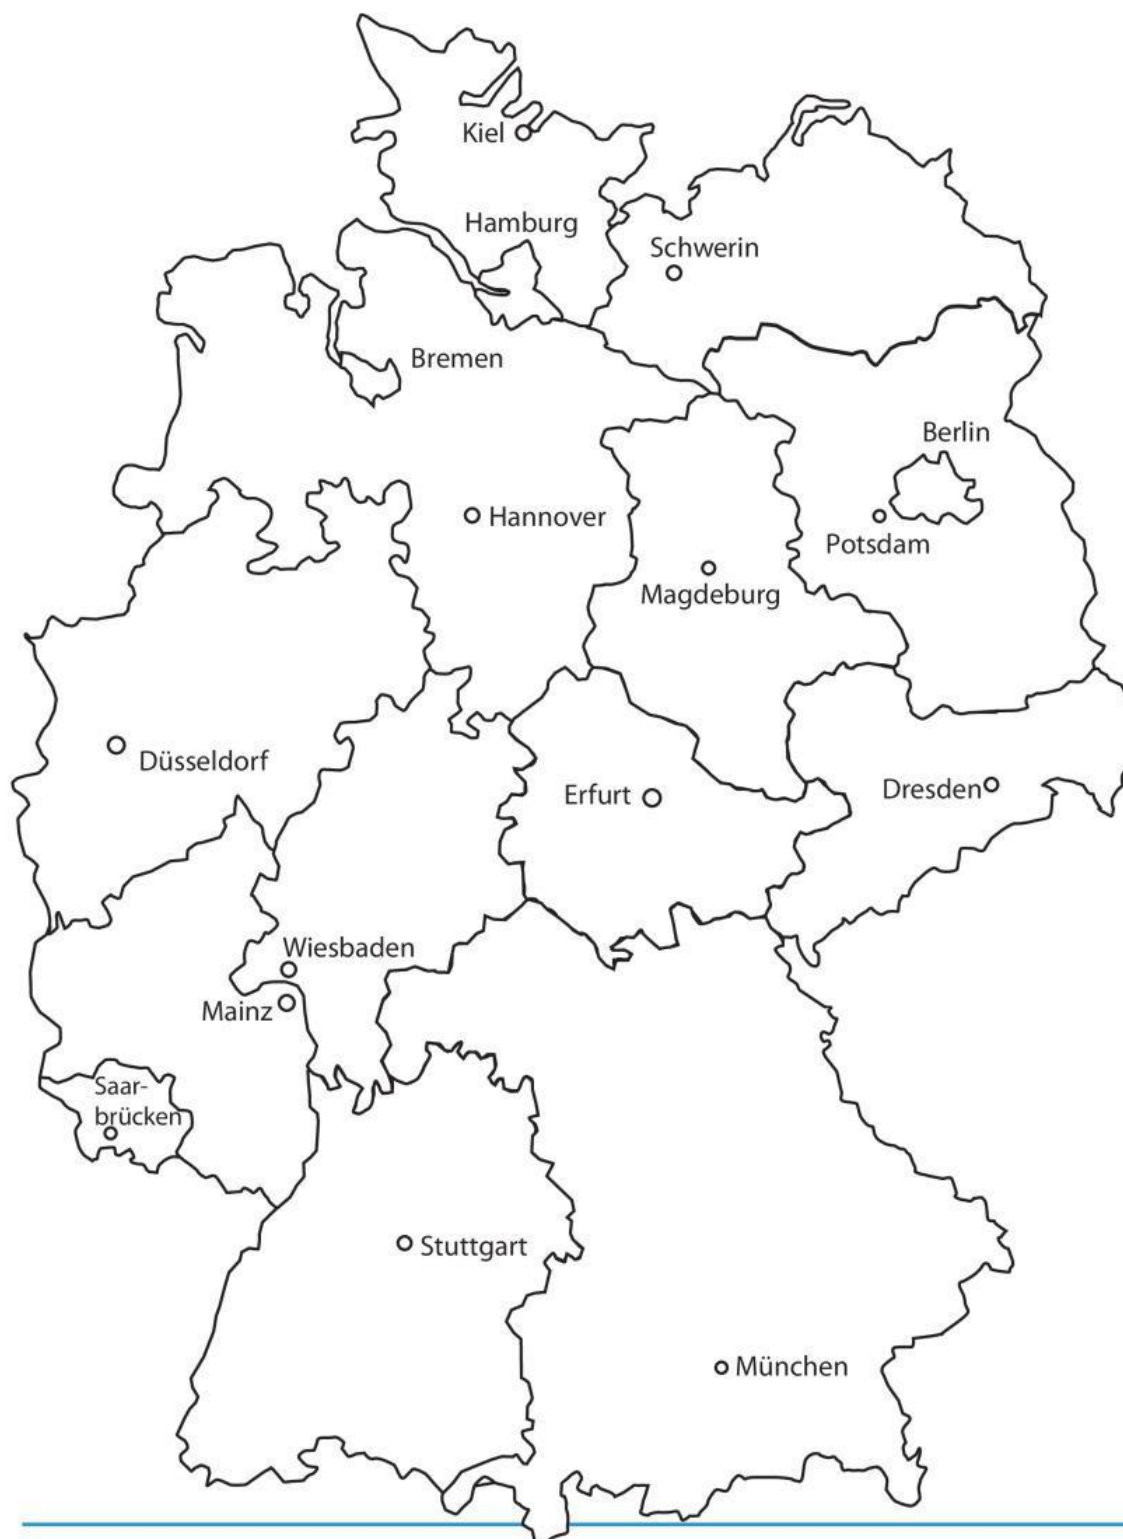 Kiel
Hamburg
Schwerin
Bremen
Berlin
Hannover
Potsdam
Magdeburg
Düsseldorf
Erfurt
Dresden
Wiesbaden
Mainz
Saar-
brücken
Stuttgart
München